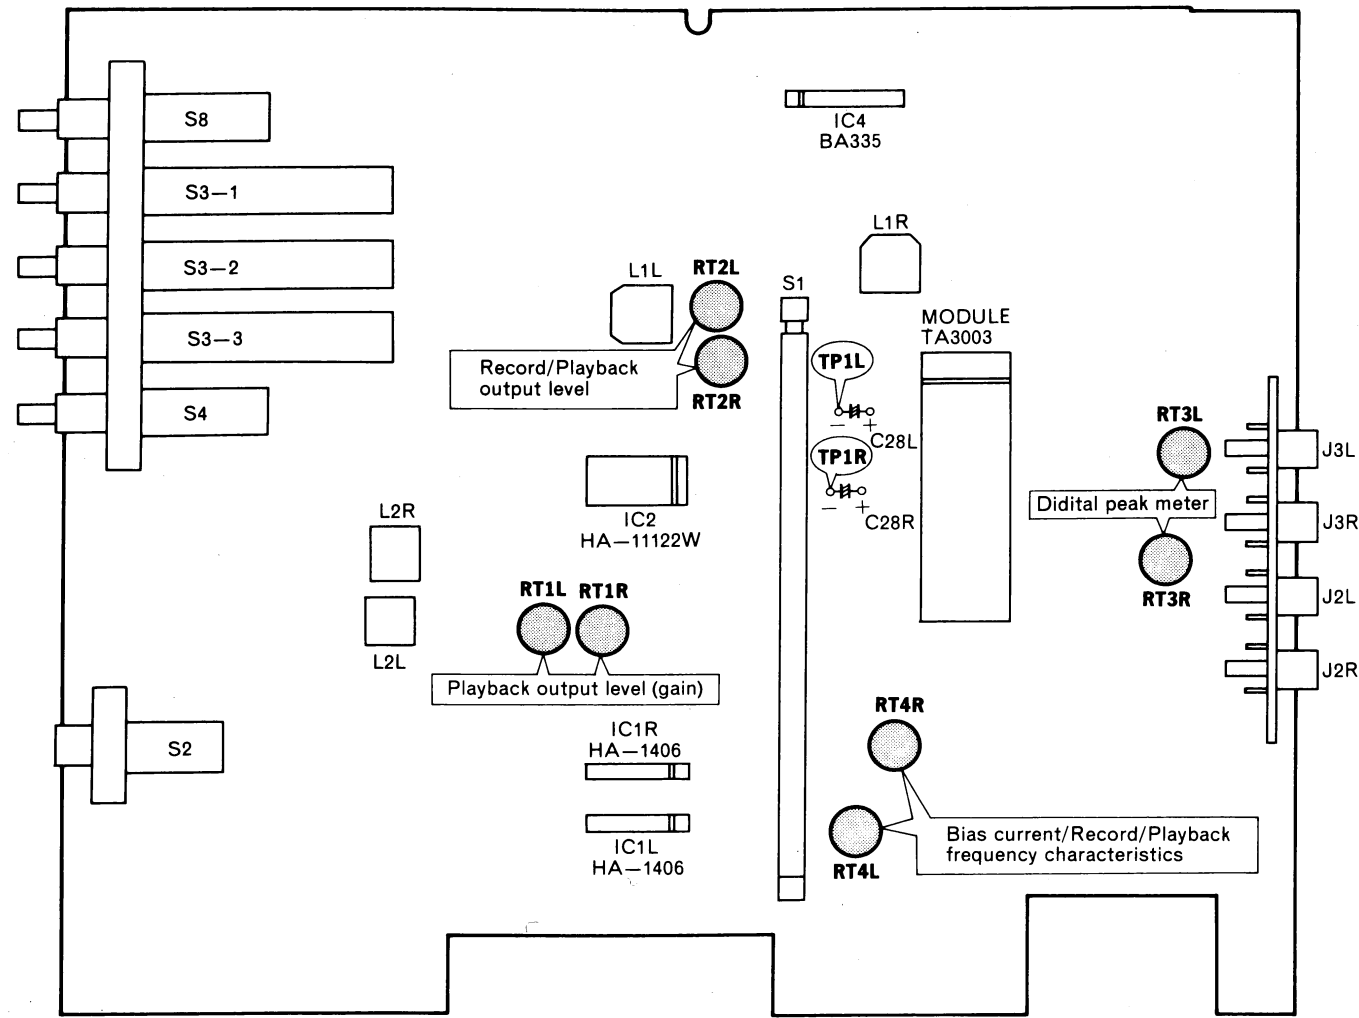 S8
IC4
BA335
S3–1
L1R
S3–2
L1L
RT2L
S1
MODULE
TA3003
S3–3
TP1L
Record/Playback
output level
RT2R
S4
– +
C28L
RT3L
J3L
TP1R
– +
C28R
Didital peak meter
L2R
IC2
HA–11122W
J3R
RT1L
RT1R
RT3R
J2L
L2L
Playback output level (gain)
J2R
RT4R
S2
IC1R
HA–1406
Bias current/Record/Playback
frequency characteristics
IC1L
HA–1406
RT4L